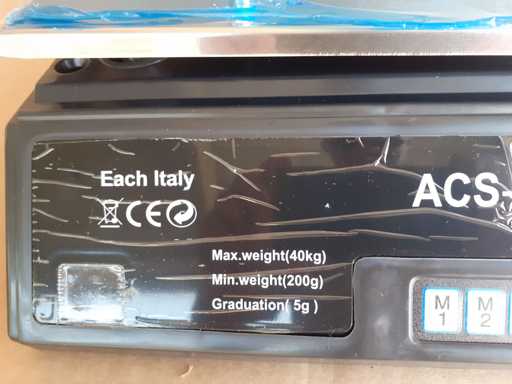 Each Italy
ACS-
CE
Max.weight(40kg)
Min.weight(200g)
Graduation( 5g )
M
1
M
2